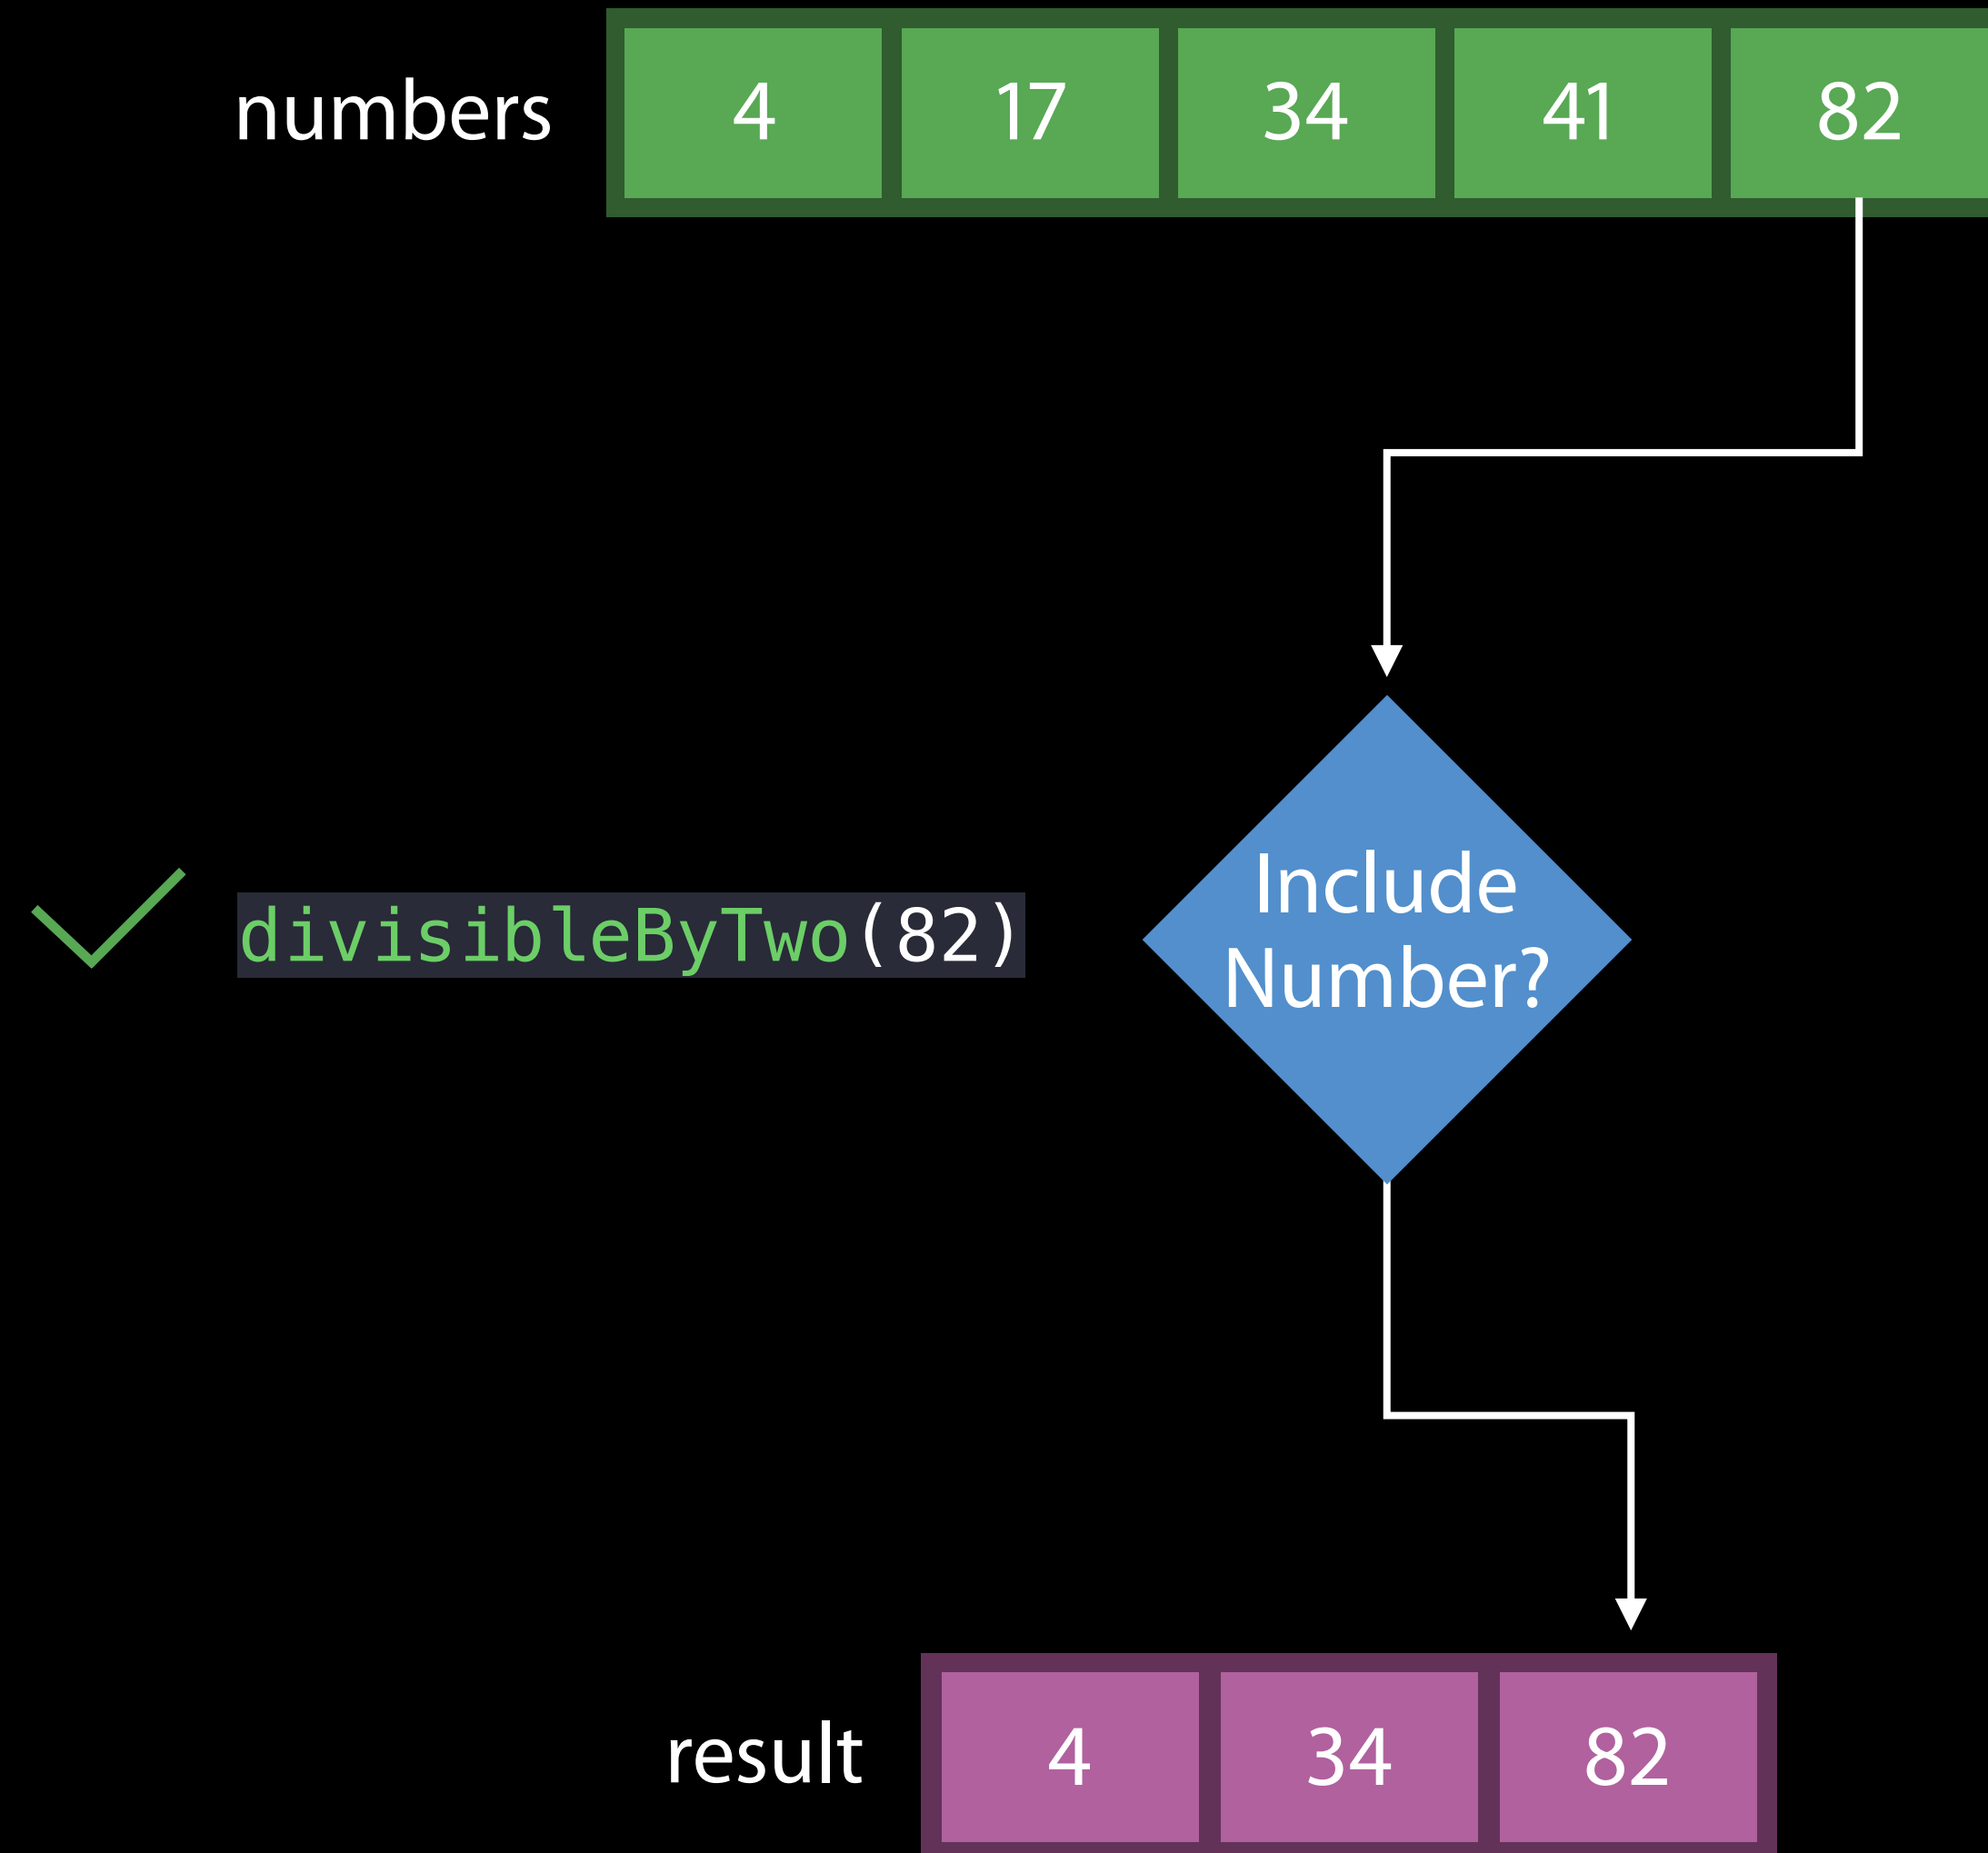 numbers 4 17 34 41 82
divisibleByTwo(82)
Include
Number?
result 4 34 82